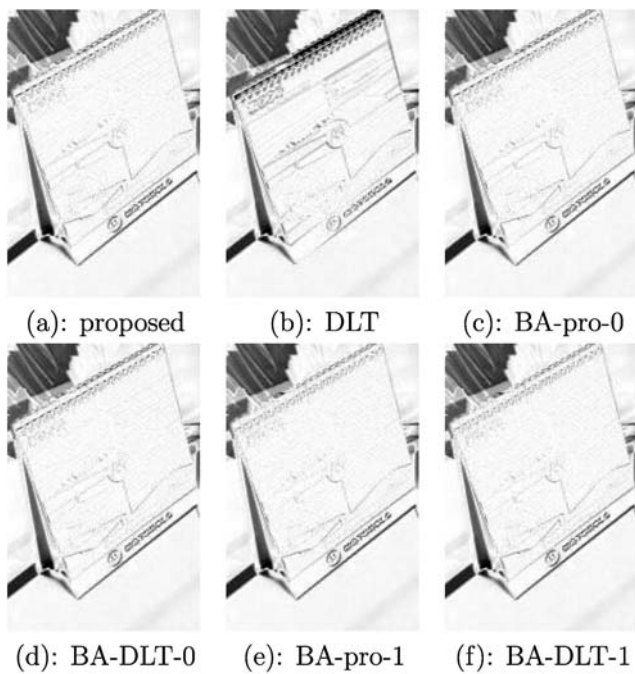 (a): proposed
(b): DLT
(c): BA-pro-0
(d): BA-DLT-0
(e): BA-pro-1
(f): BA-DLT-1